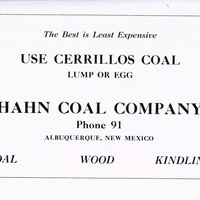 The Best is Least Expensive
USE CERRILLOS COAL
LUMP OR EGG
HAHN COAL COMPANY
Phone 91
ALBUQUERQUE, NEW MEXICO
WOOD